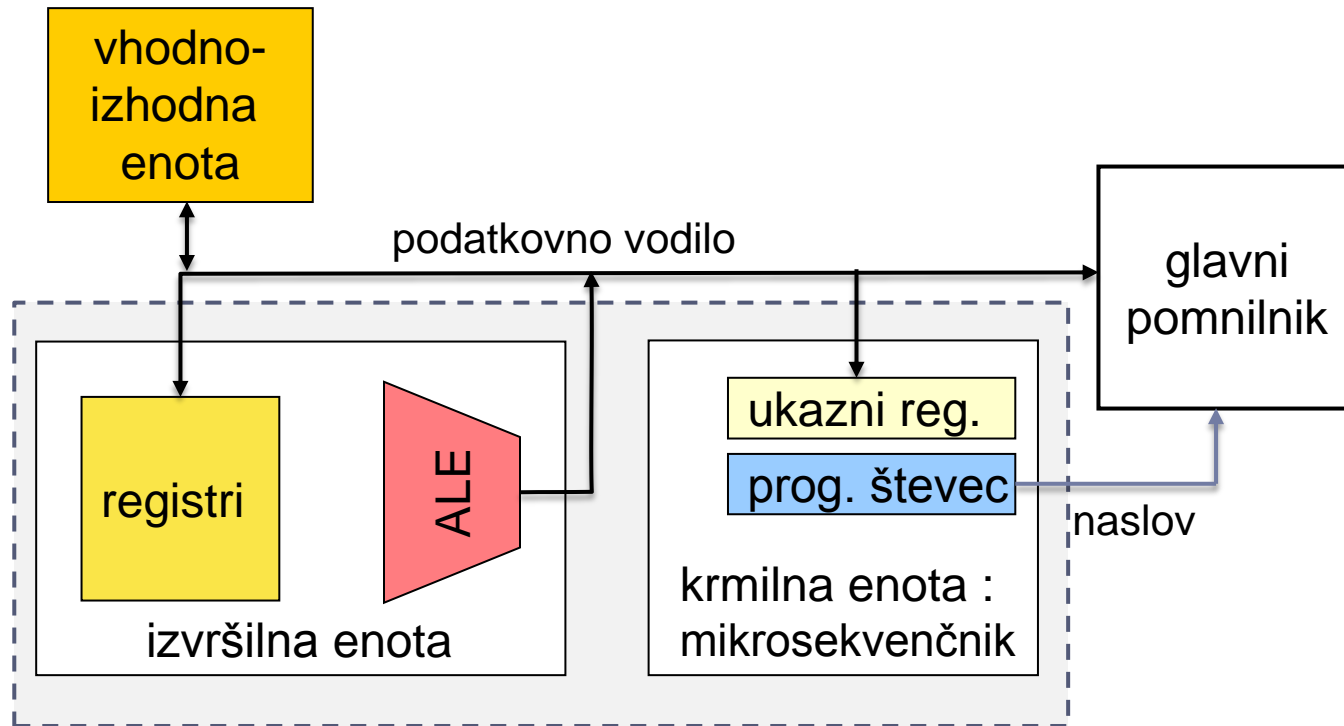 vhodno-
izhodna
enota
podatkovno vodilo
glavni
pomnilnik
registri
ALE
izvršilna enota
ukazni reg.
prog. števec
naslov
krmilna enota :
mikrosekvenčnik